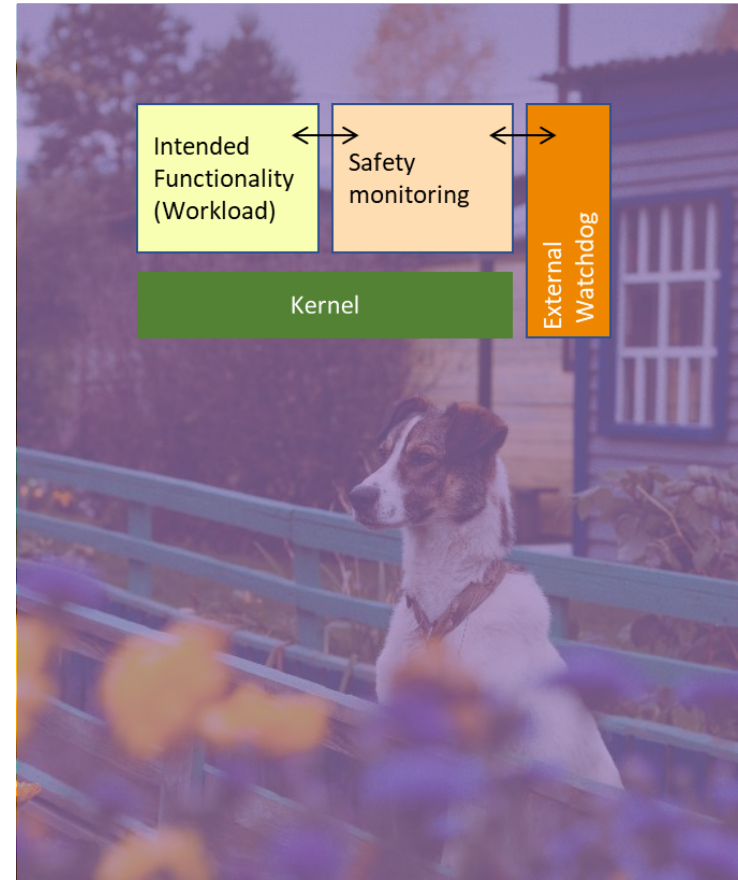 Intended
Functionality
(Workload)
Safety
monitoring
Kernel
External
Watchdog